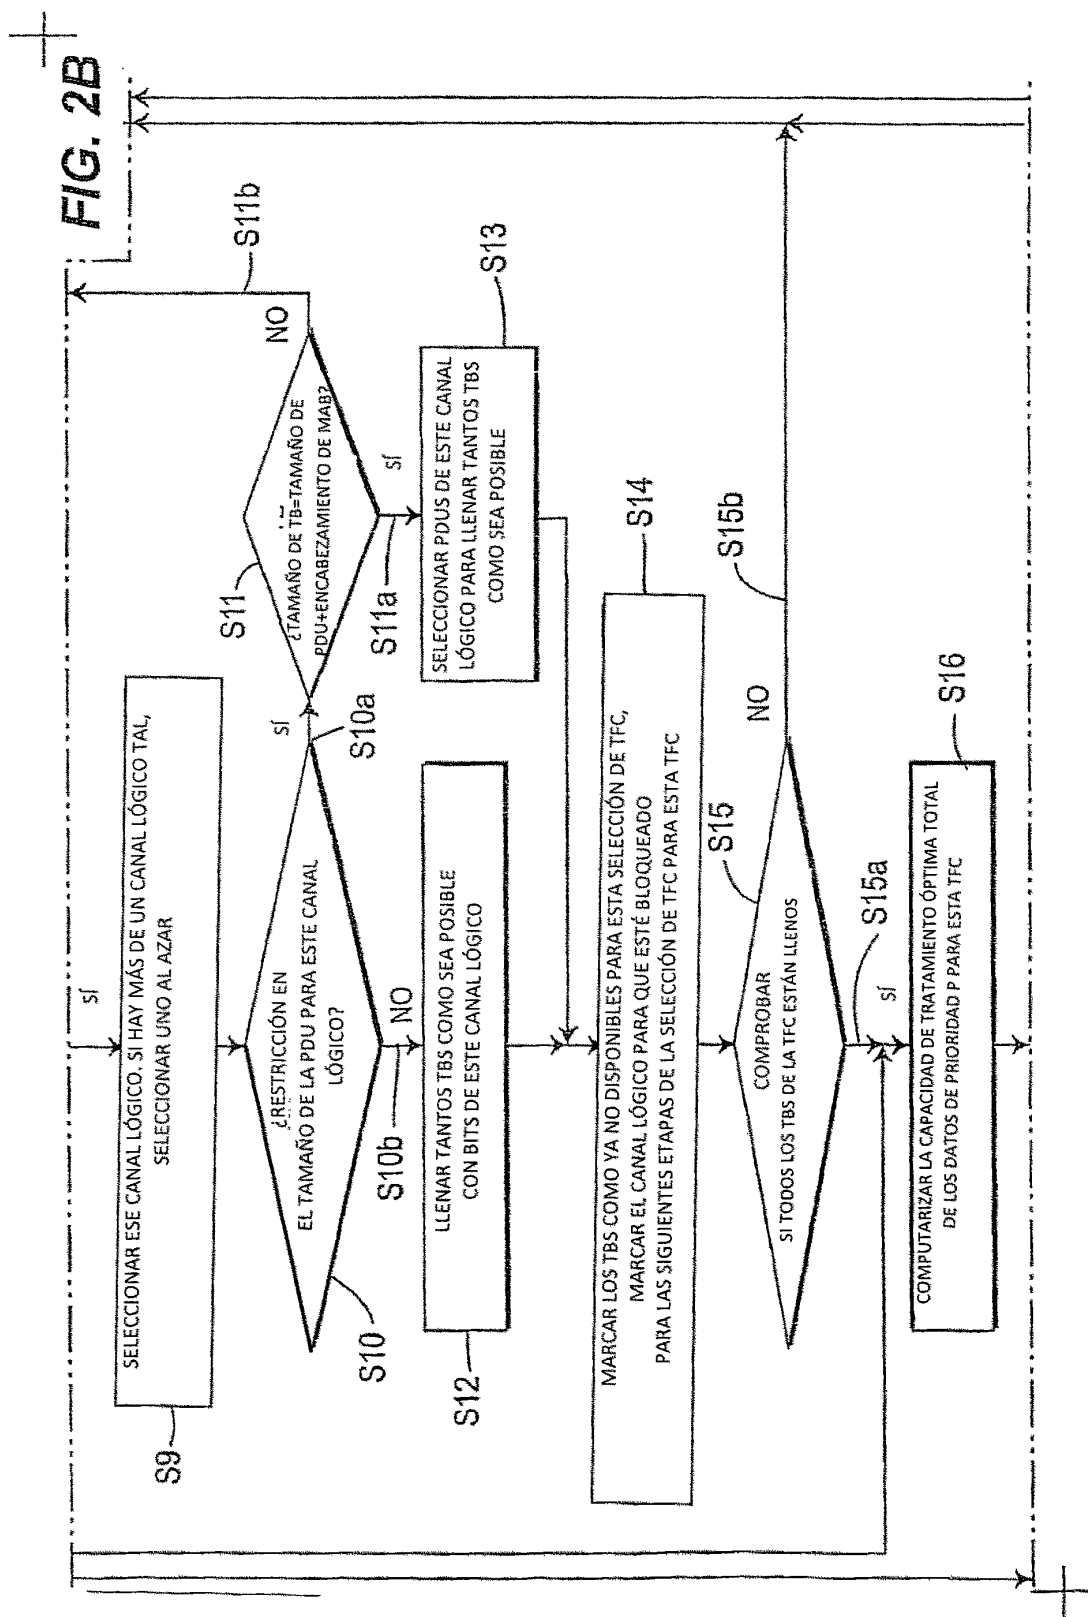 FIG. 2B
SÍ
SELECCIONAR ESE CANAL LÓGICO. SI HAY MÁS DE UN CANAL LÓGICO TAL,
SELECCIONAR UNO AL AZAR
S9
¿RESTRICCIÓN EN
EL TAMAÑO DE LA PDU PARA ESTE CANAL
LÓGICO?
S10
SÍ
S10a
NO
S10b
S11
¿TAMAÑO DE TB=TAMAÑO DE
PDU+ENCABEZAMIENTO DE MAB?
NO
S11b
SÍ
S11a
LLENAR TANTOS TBS COMO SEA POSIBLE
CON BITS DE ESTE CANAL LÓGICO
S12
SELECCIONAR PDUS DE ESTE CANAL
LÓGICO PARA LLENAR TANTOS TBS
COMO SEA POSIBLE
S13
MARCAR LOS TBS COMO YA NO DISPONIBLES PARA ESTA SELECCIÓN DE TFC,
MARCAR EL CANAL LÓGICO PARA QUE ESTÉ BLOQUEADO
PARA LAS SIGUIENTES ETAPAS DE LA SELECCIÓN DE TFC PARA ESTA TFC
S14
COMPROBAR
SI TODOS LOS TBS DE LA TFC ESTÁN LLENOS
S15
NO
S15b
S15a
SÍ
COMPUTARIZAR LA CAPACIDAD DE TRATAMIENTO ÓPTIMA TOTAL
DE LOS DATOS DE PRIORIDAD P PARA ESTA TFC
S16